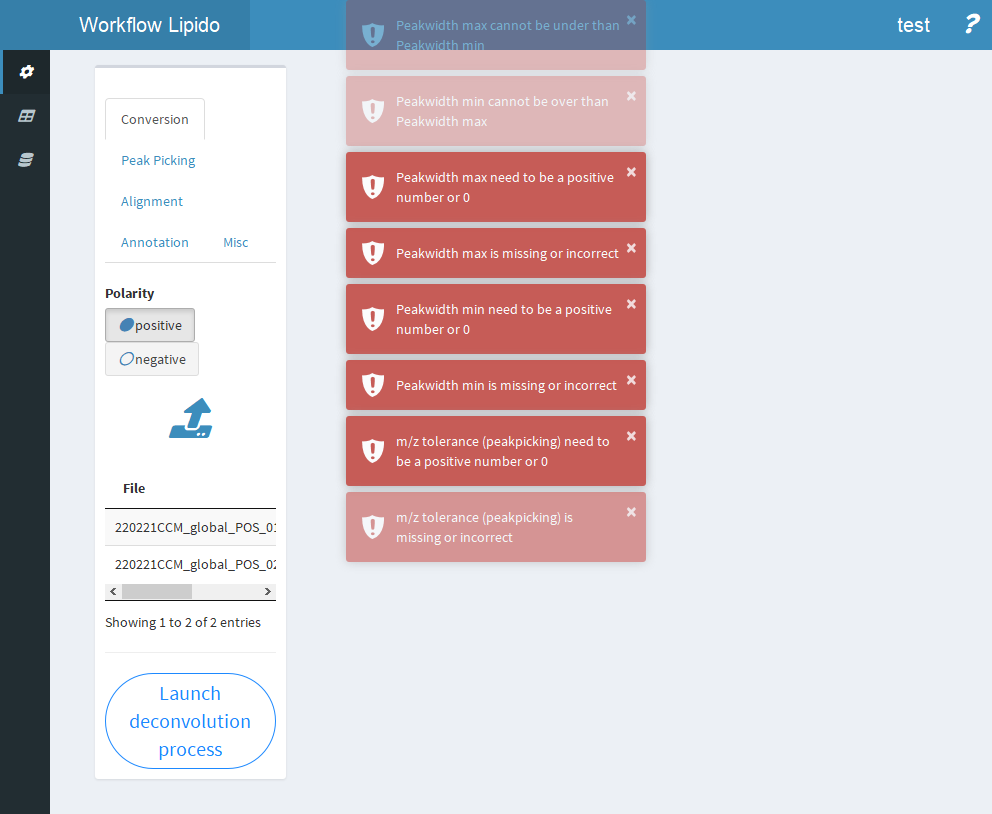 Workflow Lipido
test
?
Conversion
Peak Picking
Alignment
Annotation Misc
Polarity
positive
negative
File
220221CCM_global_POS_01
220221CCM_global_POS_02
Showing 1 to 2 of 2 entries
Launch
deconvolution
process
Peakwidth max cannot be under than
Peakwidth min
×
Peakwidth min cannot be over than
Peakwidth max
×
Peakwidth max need to be a positive
number or 0
×
Peakwidth max is missing or incorrect
×
Peakwidth min need to be a positive
number or 0
×
Peakwidth min is missing or incorrect
×
m/z tolerance (peakpicking) need to
be a positive number or 0
×
m/z tolerance (peakpicking) is
missing or incorrect
×